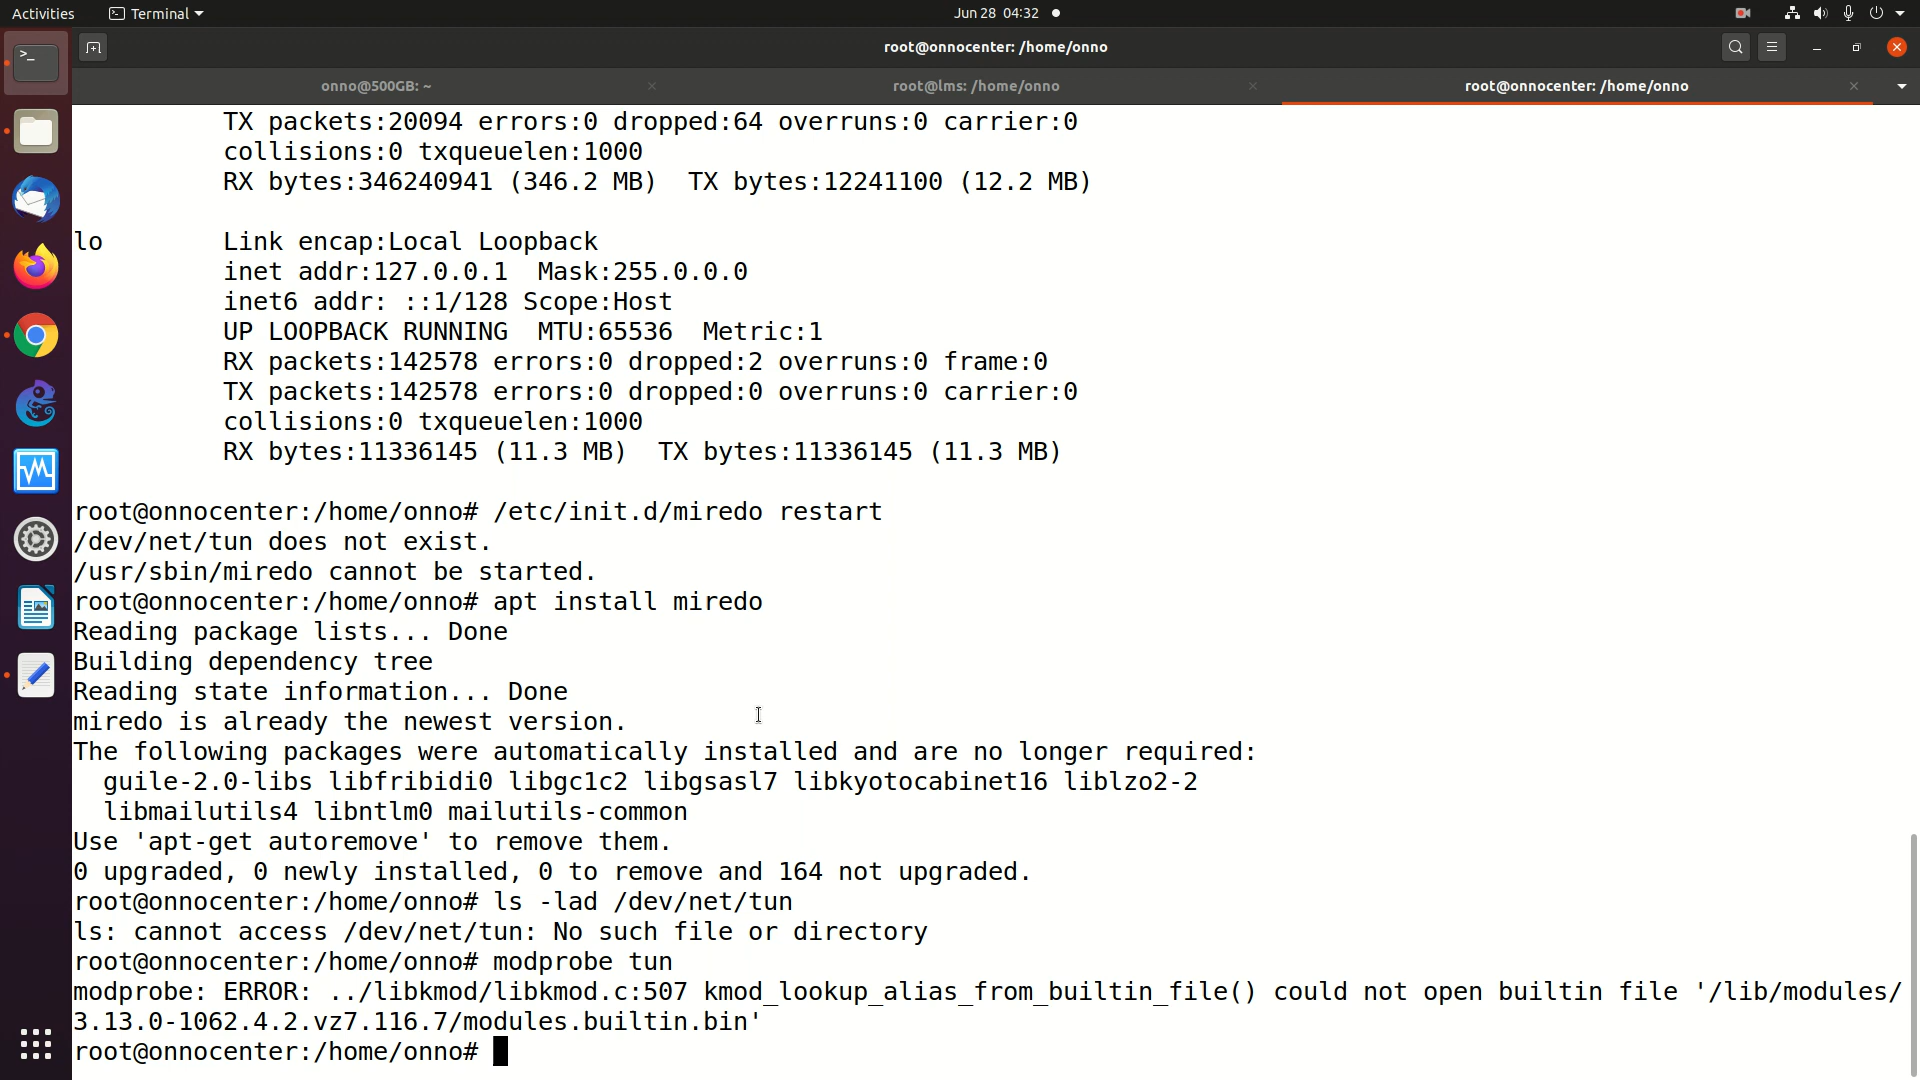 Activities
Terminal
Jun 28 04:32
root@onnocenter: /home/onno
onno@500GB: ~
root@lms: /home/onno
root@onnocenter: /home/onno
TX packets:20094 errors:0 dropped:64 overruns:0 carrier:0
collisions:0 txqueuelen:1000
RX bytes:346240941 (346.2 MB)  TX bytes:12241100 (12.2 MB)
lo        Link encap:Local Loopback
inet addr:127.0.0.1  Mask:255.0.0.0
inet6 addr: ::1/128 Scope:Host
UP LOOPBACK RUNNING  MTU:65536  Metric:1
RX packets:142578 errors:0 dropped:2 overruns:0 frame:0
TX packets:142578 errors:0 dropped:0 overruns:0 carrier:0
collisions:0 txqueuelen:1000
RX bytes:11336145 (11.3 MB)  TX bytes:11336145 (11.3 MB)
root@onnocenter:/home/onno# /etc/init.d/miredo restart
/dev/net/tun does not exist.
/usr/sbin/miredo cannot be started.
root@onnocenter:/home/onno# apt install miredo
Reading package lists... Done
Building dependency tree
Reading state information... Done
miredo is already the newest version.
The following packages were automatically installed and are no longer required:
guile-2.0-libs libfribidi0 libgc1c2 libgsasl7 libkyotocabinet16 liblzo2-2
libmailutils4 libntlm0 mailutils-common
Use 'apt-get autoremove' to remove them.
0 upgraded, 0 newly installed, 0 to remove and 164 not upgraded.
root@onnocenter:/home/onno# ls -lad /dev/net/tun
ls: cannot access /dev/net/tun: No such file or directory
root@onnocenter:/home/onno# modprobe tun
modprobe: ERROR: ../libkmod/libkmod.c:507 kmod_lookup_alias_from_builtin_file() could not open builtin file '/lib/modules/
3.13.0-1062.4.2.vz7.116.7/modules.builtin.bin'
root@onnocenter:/home/onno#